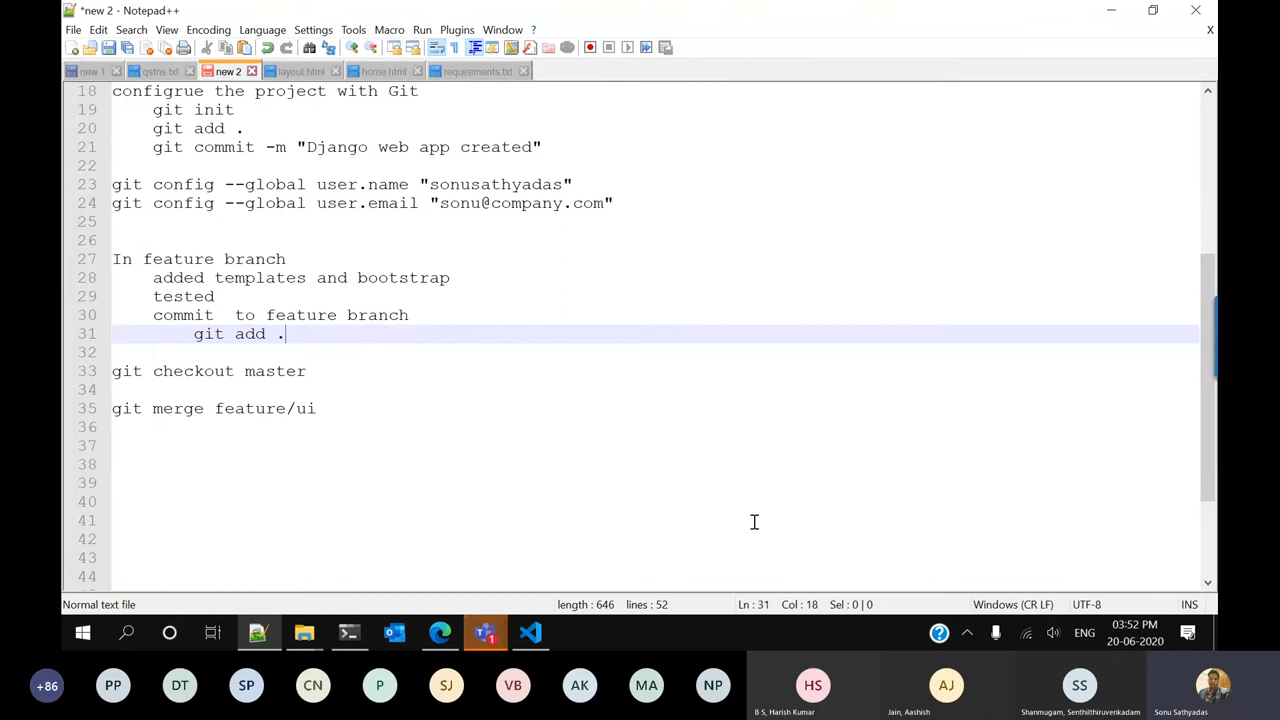 *new 2 - Notepad++
File Edit Search View Encoding Language Settings Tools Macro Run Plugins Window ? X
new 1 qstns.txt new 2 layout.html home.html requirements.txt
18 configrue the project with Git
19 git init
20 git add .
21 git commit -m "Django web app created"
22
23 git config --global user.name "sonusathyadas"
24 git config --global user.email "sonu@company.com"
25
26
27 In feature branch
28 added templates and bootstrap
29 tested
30 commit  to feature branch
31 git add .
32
33 git checkout master
34
35 git merge feature/ui
36
37
38
39
40
41
42
43
44
Normal text file length : 646 lines : 52 Ln : 31 Col : 18 Sel : 0 | 0 Windows (CR LF) UTF-8 INS
1 ENG 03:52 PM
20-06-2020
+86 PP DT SP CN P SJ VB AK MA NP HS AJ SS
B S, Harish Kumar Jain, Aashish Shanmugam, Senthilthiruvenkadam Sonu Sathyadas